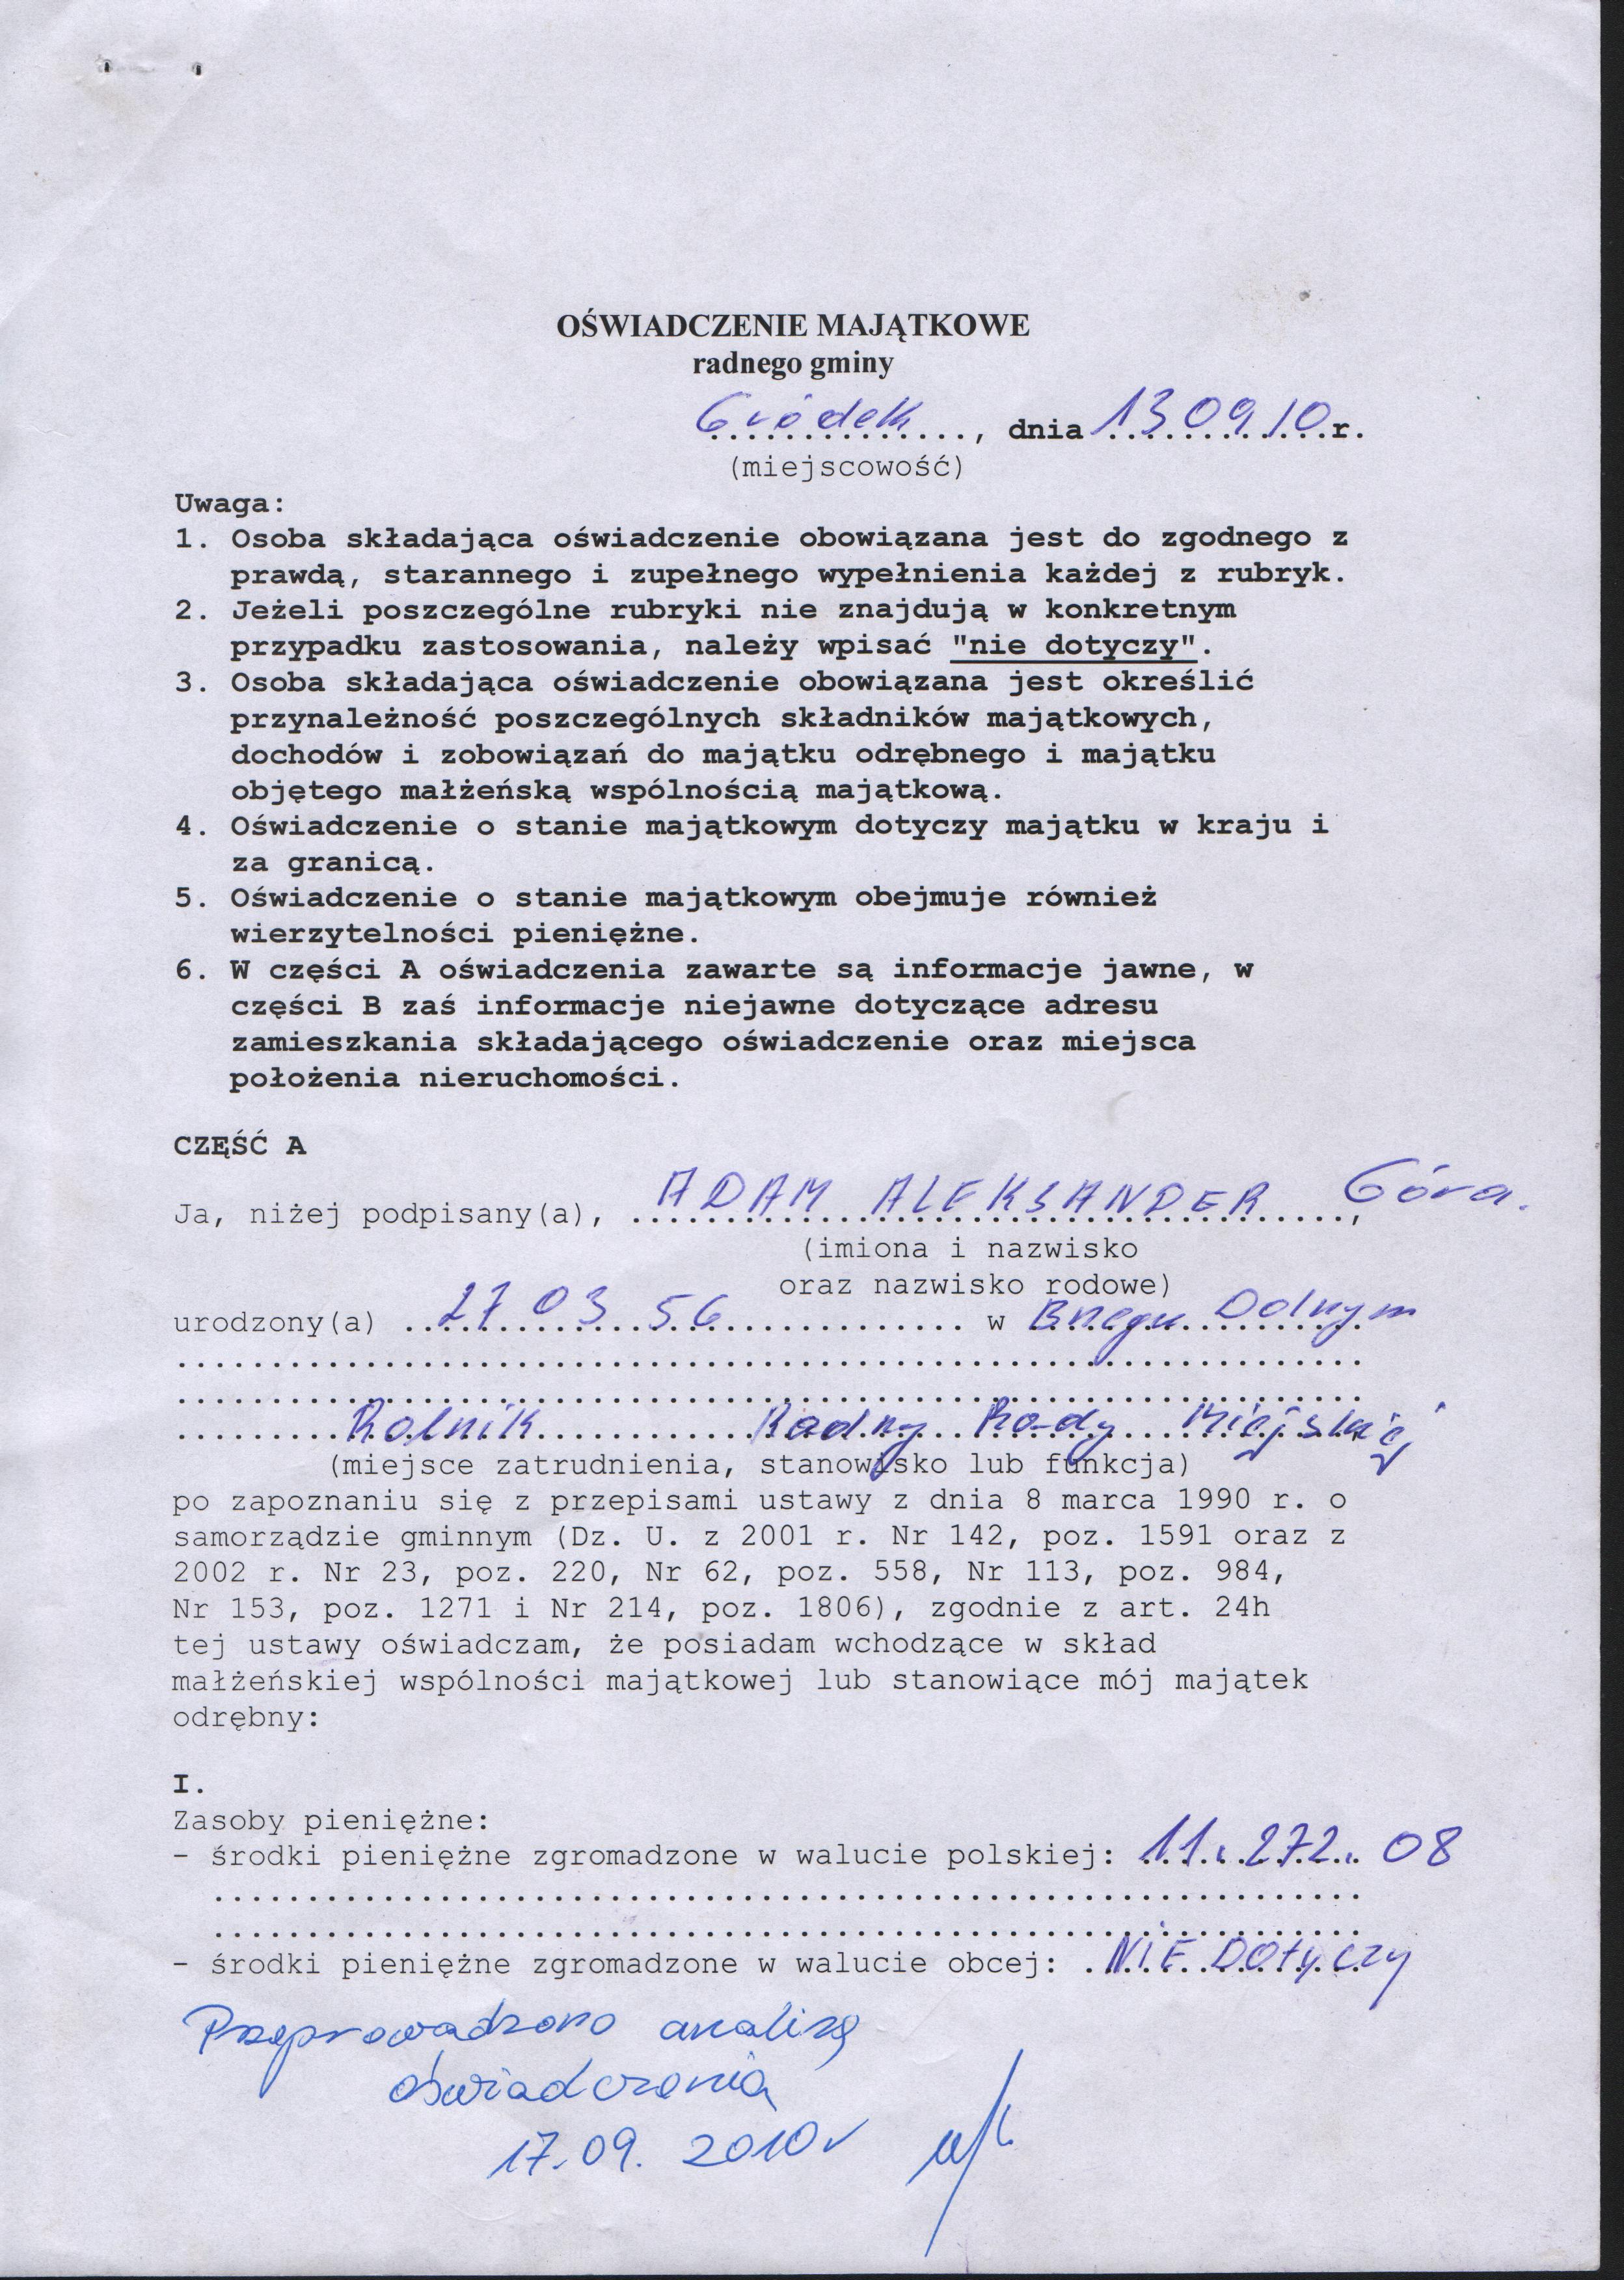 OŚWIADCZENIE MAJĄTKOWE
radnego gminy
Gródek ............., dnia 13 09 10 r.
(miejscowość)
Uwaga:
1. Osoba składająca oświadczenie obowiązana jest do zgodnego z
prawdą, starannego i zupełnego wypełnienia każdej z rubryk.
2. Jeżeli poszczególne rubryki nie znajdują w konkretnym
przypadku zastosowania, należy wpisać "nie dotyczy".
3. Osoba składająca oświadczenie obowiązana jest określić
przynależność poszczególnych składników majątkowych,
dochodów i zobowiązań do majątku odrębnego i majątku
objętego małżeńską wspólnością majątkową.
4. Oświadczenie o stanie majątkowym dotyczy majątku w kraju i
za granicą.
5. Oświadczenie o stanie majątkowym obejmuje również
wierzytelności pieniężne.
6. W części A oświadczenia zawarte są informacje jawne, w
części B zaś informacje niejawne dotyczące adresu
zamieszkania składającego oświadczenie oraz miejsca
położenia nieruchomości.
CZĘŚĆ A
Ja, niżej podpisany(a), ADAM ALEKSANDER Góra.
(imiona i nazwisko
oraz nazwisko rodowe)
urodzony(a) 27 03 56 w Brzegu Dolnym
Rolnik Radny Rady Miejskiej
(miejsce zatrudnienia, stanowisko lub funkcja)
po zapoznaniu się z przepisami ustawy z dnia 8 marca 1990 r. o
samorządzie gminnym (Dz. U. z 2001 r. Nr 142, poz. 1591 oraz z
2002 r. Nr 23, poz. 220, Nr 62, poz. 558, Nr 113, poz. 984,
Nr 153, poz. 1271 i Nr 214, poz. 1806), zgodnie z art. 24h
tej ustawy oświadczam, że posiadam wchodzące w skład
małżeńskiej wspólności majątkowej lub stanowiące mój majątek
odrębny:
I.
Zasoby pieniężne:
- środki pieniężne zgromadzone w walucie polskiej: 11.272. 08
- środki pieniężne zgromadzone w walucie obcej: NIE DOtyczy
Przeprowadzono analizę
oświadczenia
17.09. 2010r